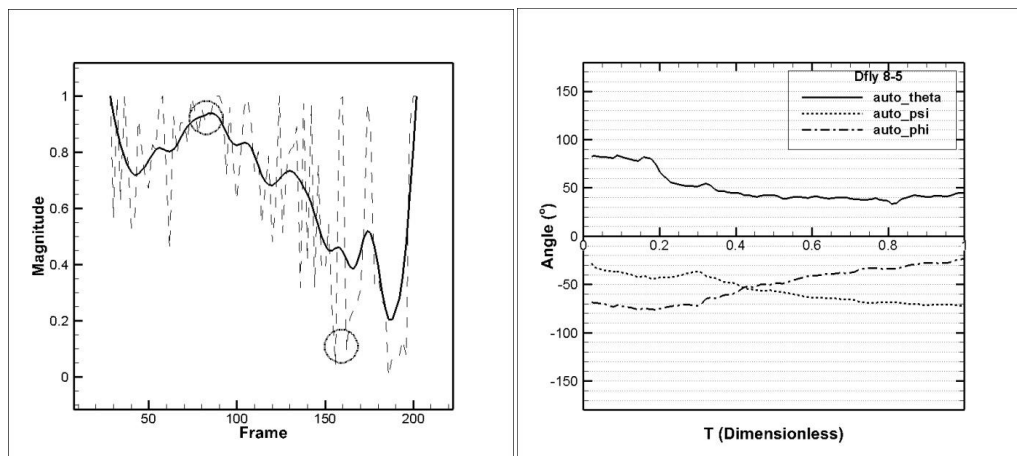 Magnitude
1
0.8
0.6
0.4
0.2
0
50
100
150
200
Frame
Dfly 8-5
auto_theta
auto_psi
auto_phi
Angle (º)
150
100
50
0
-50
-100
-150
0
0.2
0.4
0.6
0.8
1
T (Dimensionless)